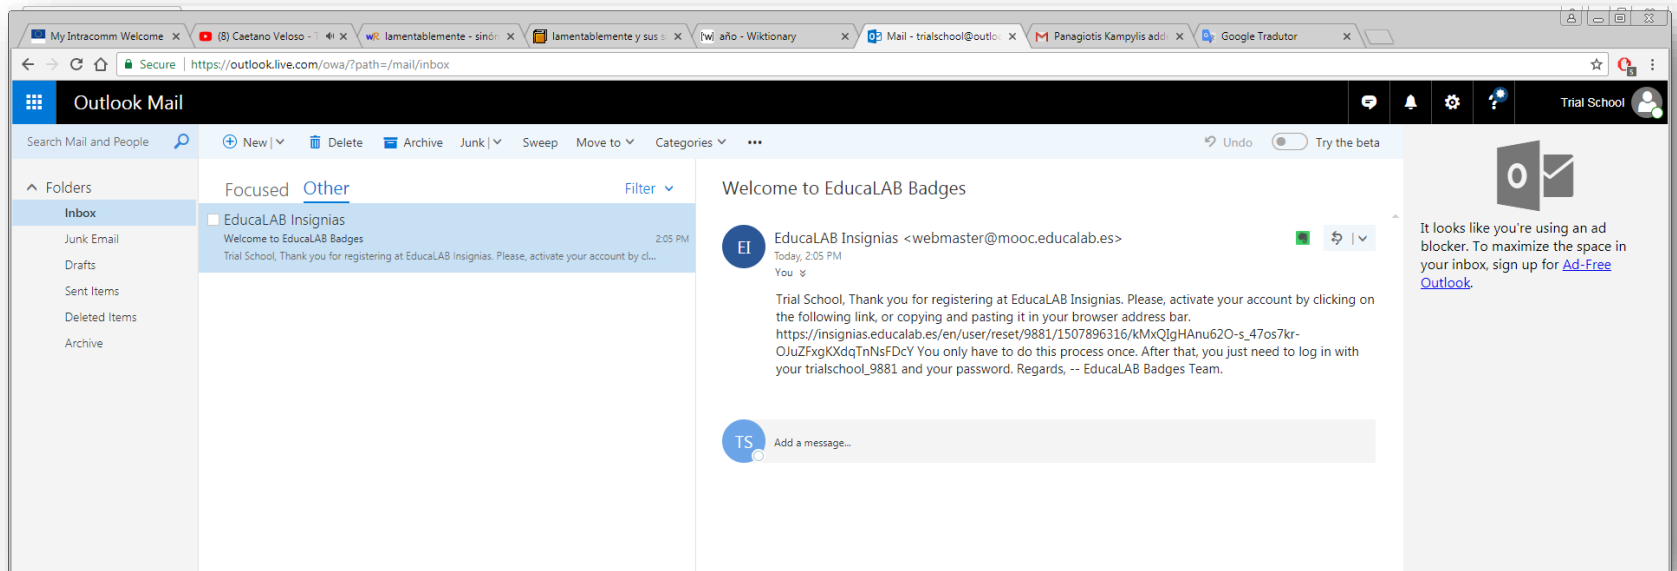 My Intracomm Welcome
(8) Caetano Veloso - T
lamentablemente - sinón
lamentablemente y sus s
año - Wiktionary
Mail - trialschool@outloo
Panagiotis Kampylis add
Google Tradutor
Secure | https://outlook.live.com/owa/?path=/mail/inbox
5
Outlook Mail
Trial School
Search Mail and People
New
Delete
Archive
Junk
Sweep
Move to
Categories
Undo
Try the beta
Folders
Inbox
Junk Email
Drafts
Sent Items
Deleted Items
Archive
Focused
Other
Filter
EducaLAB Insignias
Welcome to EducaLAB Badges
2:05 PM
Trial School, Thank you for registering at EducaLAB Insignias. Please, activate your account by cl...
Welcome to EducaLAB Badges
EI
EducaLAB Insignias <webmaster@mooc.educalab.es>
Today, 2:05 PM
You
Trial School, Thank you for registering at EducaLAB Insignias. Please, activate your account by clicking on
the following link, or copying and pasting it in your browser address bar.
https://insignias.educalab.es/en/user/reset/9881/1507896316/kMxQIgHAnu62O-s_47os7kr-
OJuZFxgKXdqTnNsFDcY You only have to do this process once. After that, you just need to log in with
your trialschool_9881 and your password. Regards, -- EducaLAB Badges Team.
TS
Add a message...
It looks like you're using an ad
blocker. To maximize the space in
your inbox, sign up for Ad-Free
Outlook.